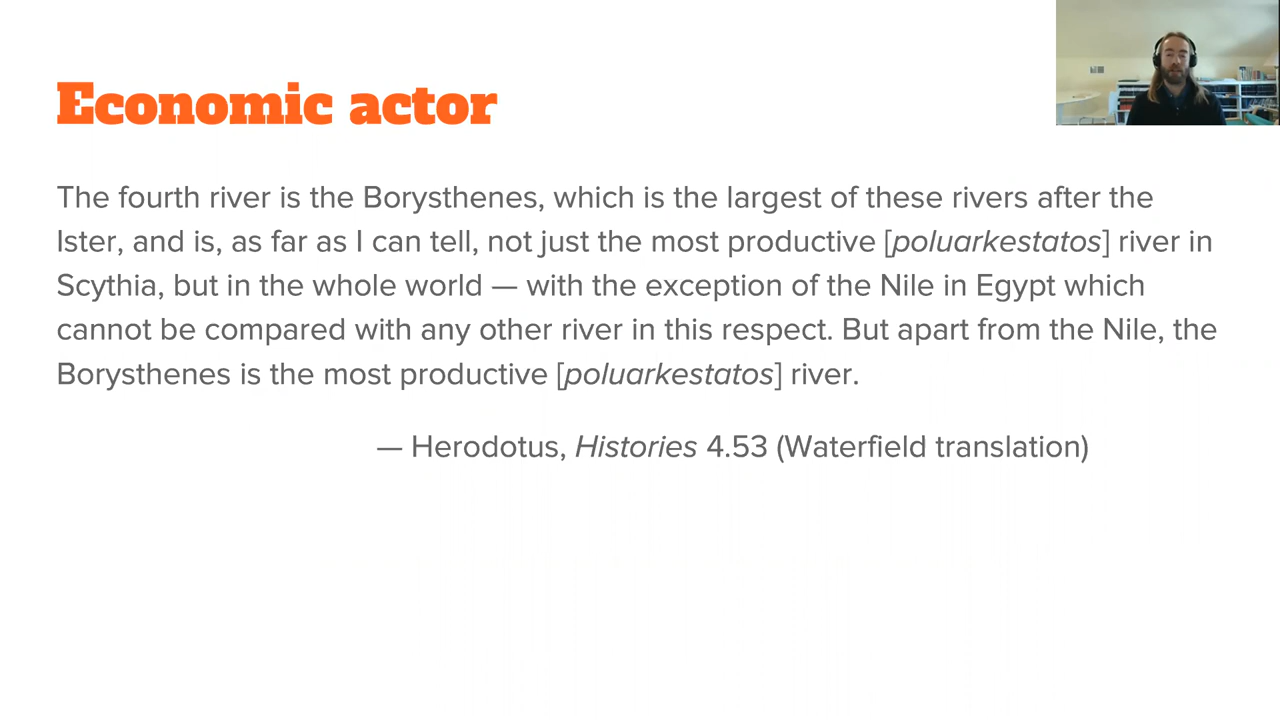 Economic actor
The fourth river is the Borysthenes, which is the largest of these rivers after the
Ister, and is, as far as I can tell, not just the most productive [poluarkestatos] river in
Scythia, but in the whole world — with the exception of the Nile in Egypt which
cannot be compared with any other river in this respect. But apart from the Nile, the
Borysthenes is the most productive [poluarkestatos] river.
— Herodotus, Histories 4.53 (Waterfield translation)